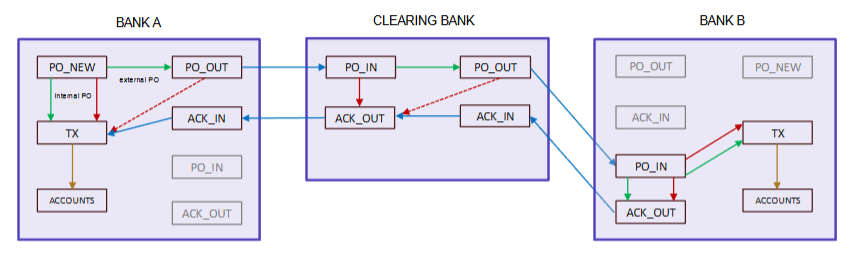 BANK A
PO_NEW
PO_OUT
external PO
Internal PO
TX
ACK_IN
PO_IN
ACCOUNTS
ACK_OUT
CLEARING BANK
PO_IN
PO_OUT
ACK_OUT
ACK_IN
BANK B
PO_OUT
PO_NEW
ACK_IN
TX
PO_IN
ACCOUNTS
ACK_OUT